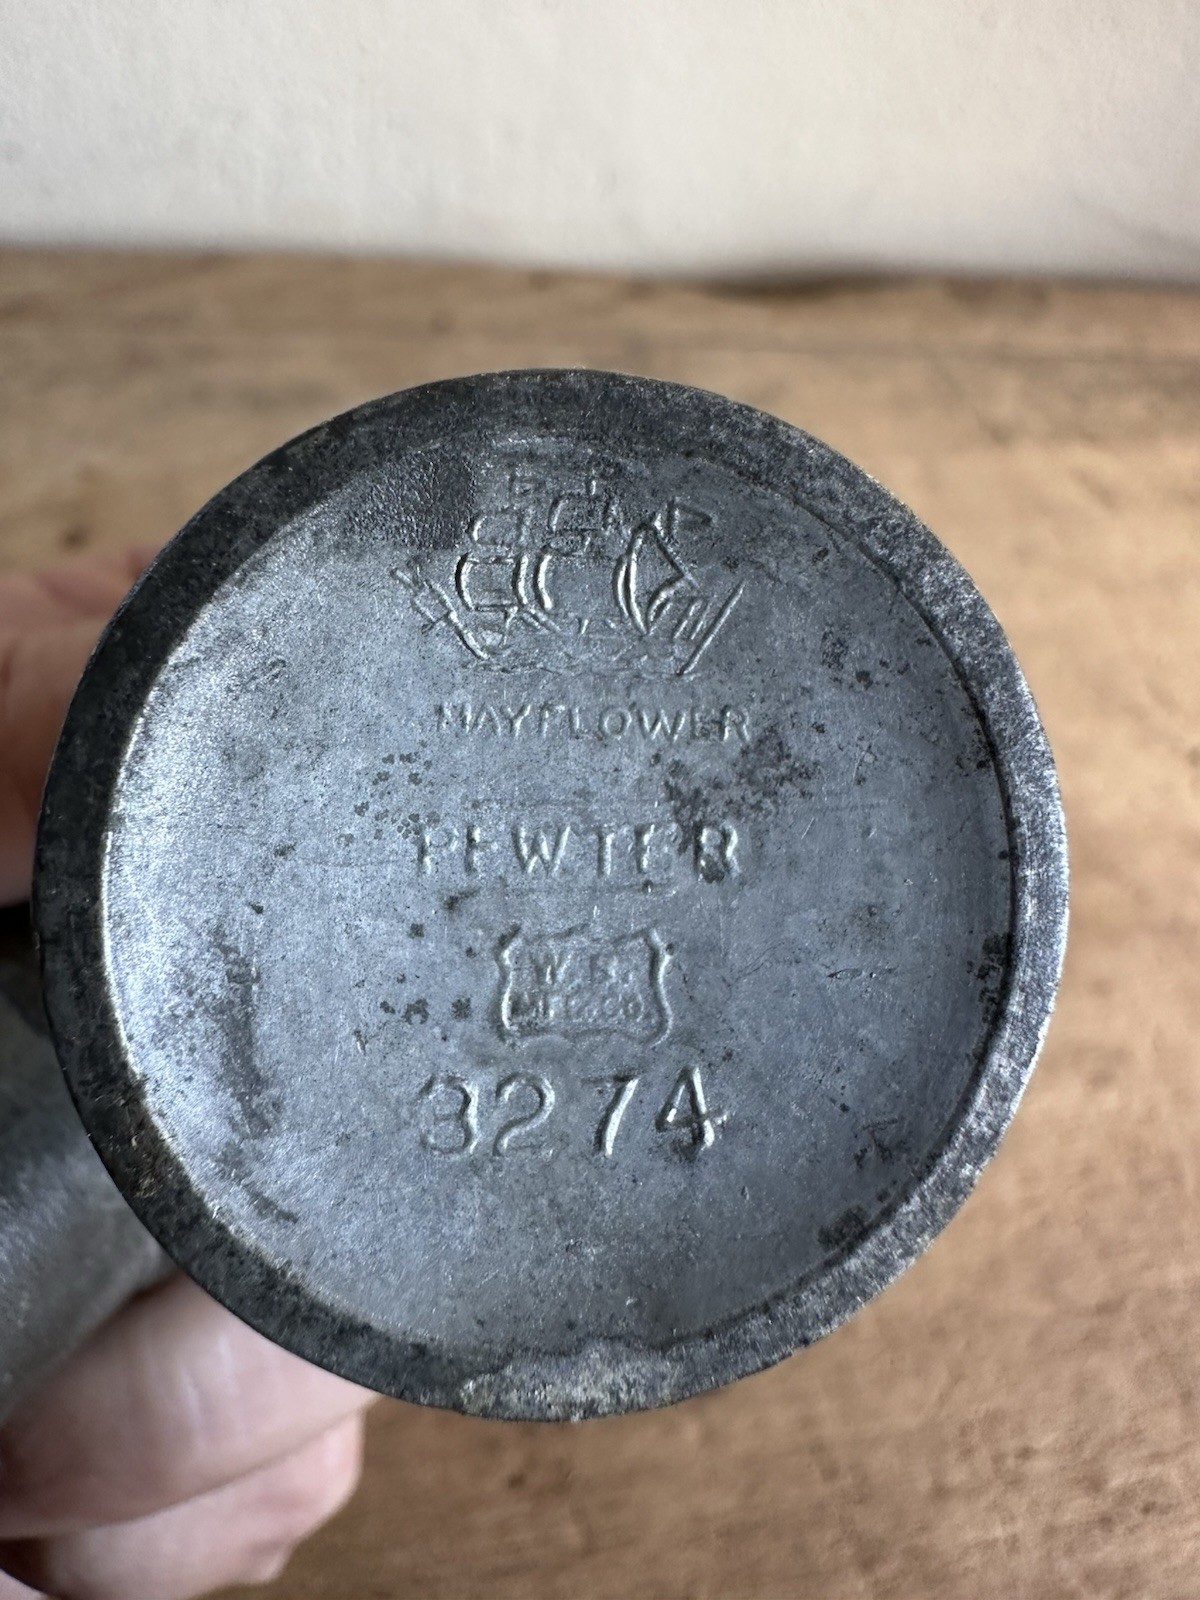 MAYFLOWER
PEWTER
W.B.
MFG.CO.
3274